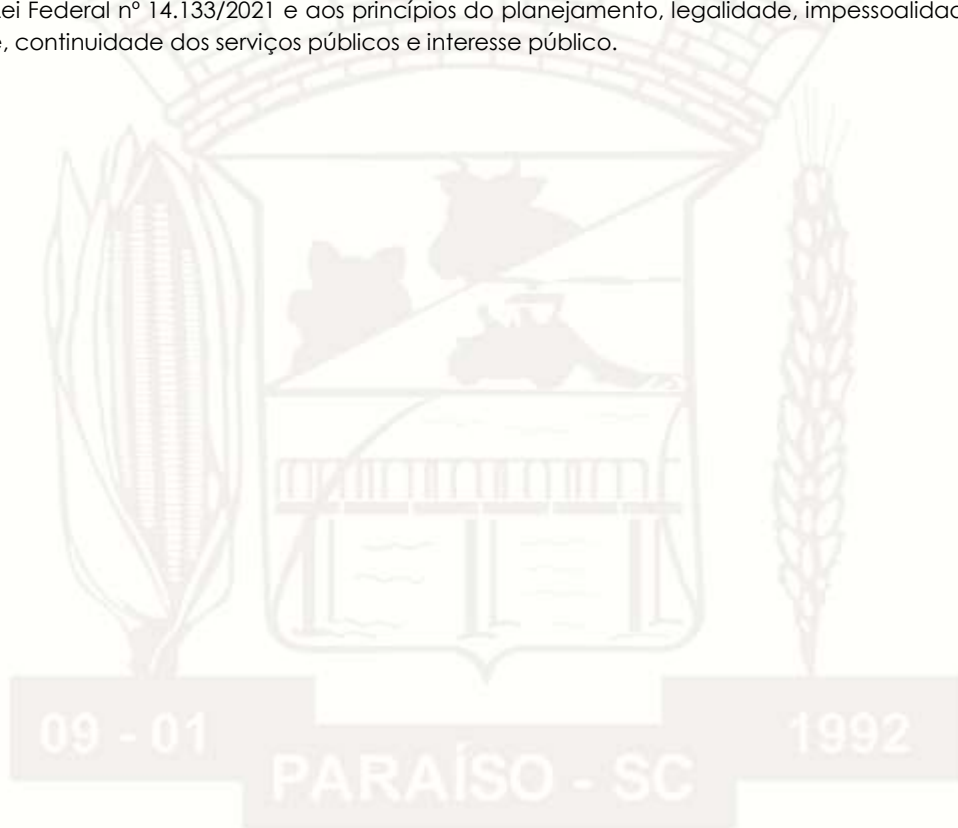 ei Federal nº 14.133/2021 e aos princípios do planejamento, legalidade, impessoalidad
, continuidade dos serviços públicos e interesse público.
09 - 01
1992
PARAÍSO - SC